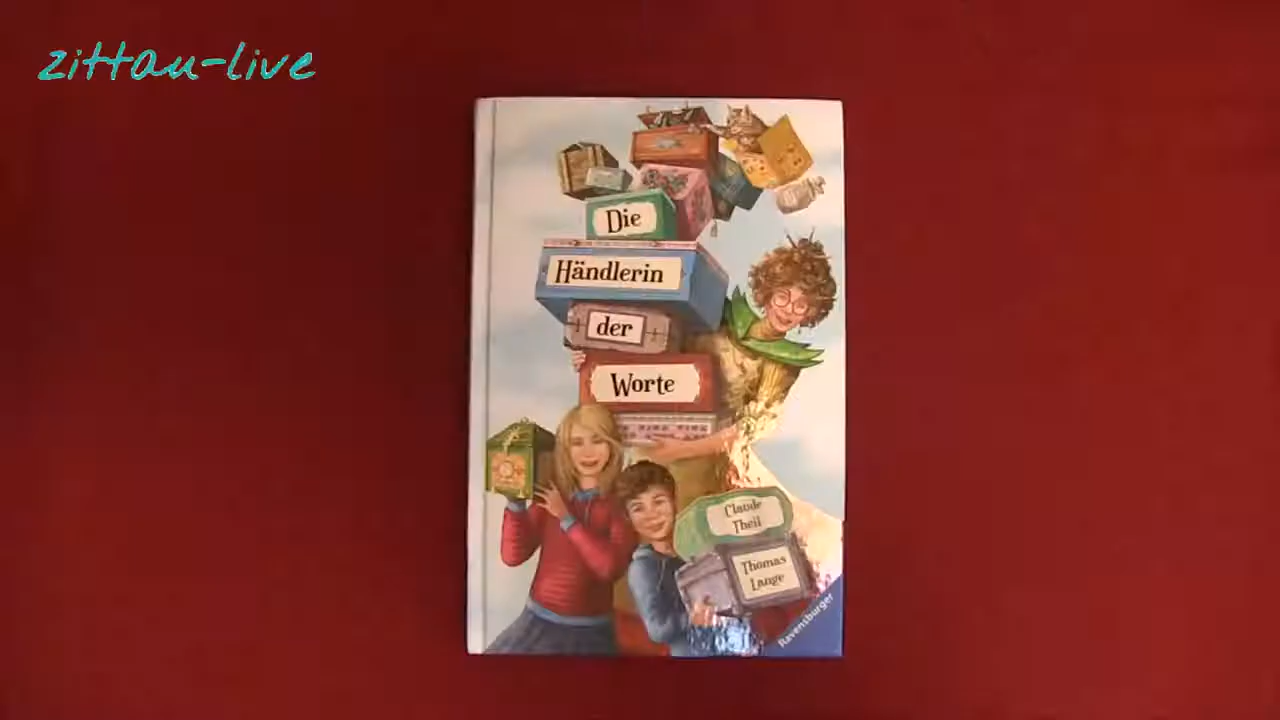 zittau-live
Die
Händlerin
der
Worte
Claude
Theil
Thomas
Lange
Ravensburger